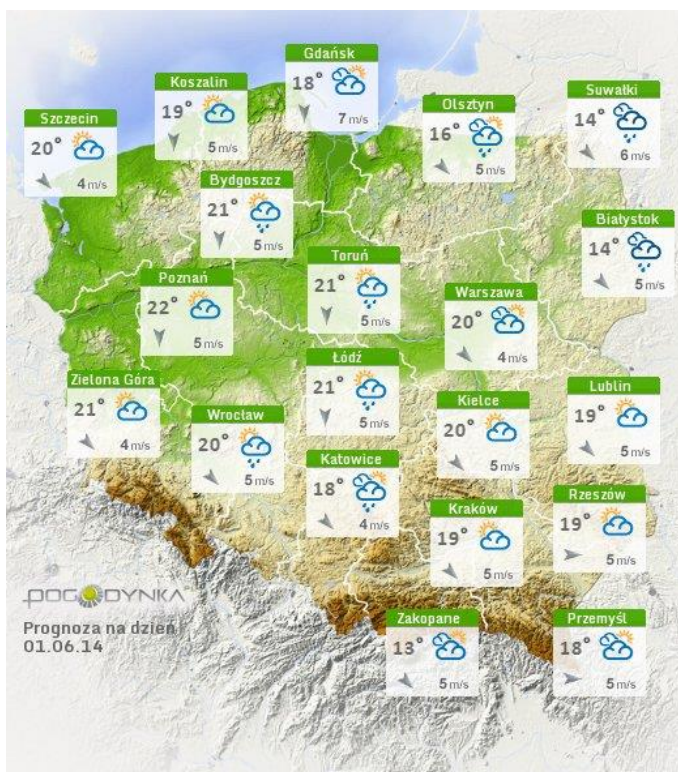 Gdańsk
18°
7 m/s
Koszalin
19°
5 m/s
Suwałki
14°
6 m/s
Olsztyn
16°
5 m/s
Szczecin
20°
4 m/s
Bydgoszcz
21°
5 m/s
Białystok
14°
5 m/s
Toruń
21°
5 m/s
Poznań
22°
5 m/s
Warszawa
20°
4 m/s
Łódź
21°
5 m/s
Zielona Góra
21°
4 m/s
Lublin
19°
5 m/s
Kielce
20°
5 m/s
Wrocław
20°
5 m/s
Katowice
18°
4 m/s
Rzeszów
19°
5 m/s
Kraków
19°
5 m/s
POGODYNKA
Prognoza na dzień
01.06.14
Zakopane
13°
5 m/s
Przemyśl
18°
5 m/s